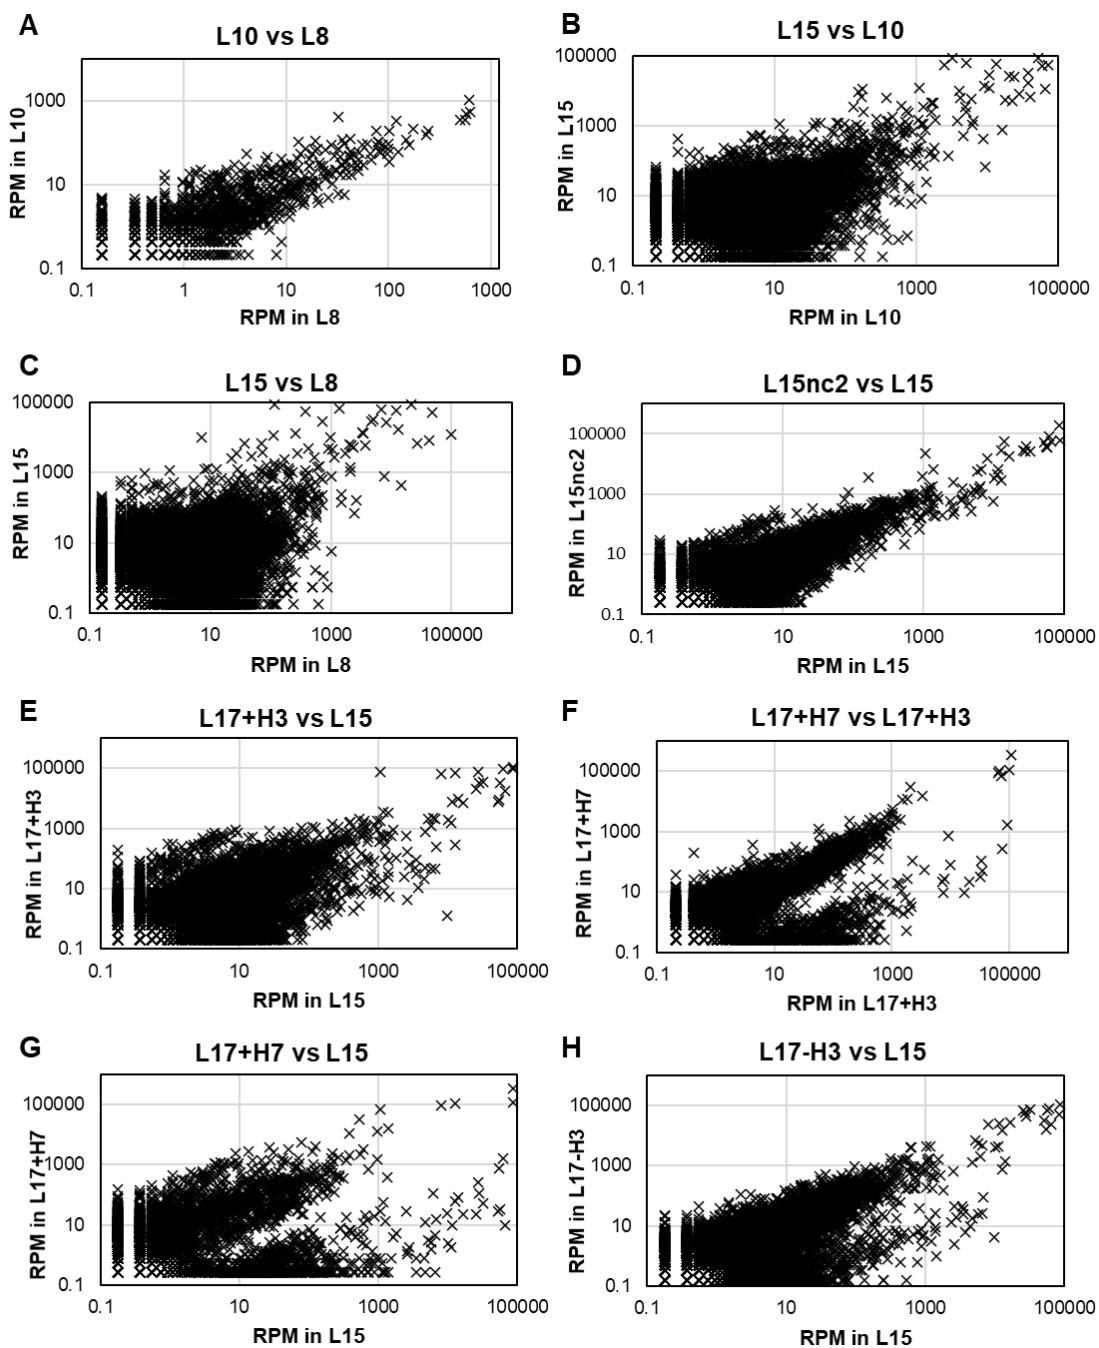 A
L10 vs L8
RPM in L10
1000
10
0.1
0.1
1
10
100
1000
RPM in L8
B
L15 vs L10
RPM in L15
100000
1000
10
0.1
0.1
10
1000
100000
RPM in L10
C
L15 vs L8
RPM in L15
100000
1000
10
0.1
0.1
10
1000
100000
RPM in L8
D
L15nc2 vs L15
RPM in L15nc2
100000
1000
10
0.1
0.1
10
1000
100000
RPM in L15
E
L17+H3 vs L15
RPM in L17+H3
100000
1000
10
0.1
0.1
10
1000
100000
RPM in L15
F
L17+H7 vs L17+H3
RPM in L17+H7
100000
1000
10
0.1
0.1
10
1000
100000
RPM in L17+H3
G
L17+H7 vs L15
RPM in L17+H7
100000
1000
10
0.1
0.1
10
1000
100000
RPM in L15
H
L17-H3 vs L15
RPM in L17-H3
100000
1000
10
0.1
0.1
10
1000
100000
RPM in L15